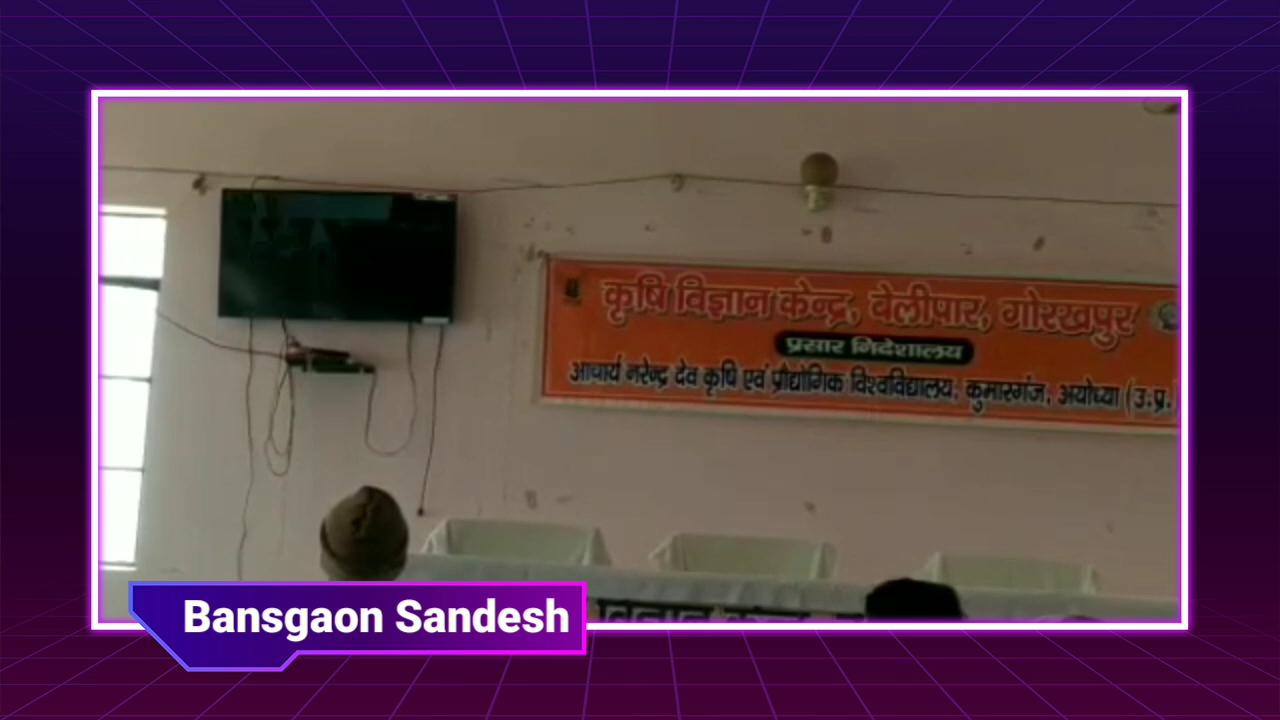 कृषि विज्ञान केन्द्र, बेलीपार, गोरखपुर
प्रसार निदेशालय
आचार्य नरेन्द्र देव कृषि एवं प्रौद्योगिक विश्वविद्यालय, कुमारगंज, अयोध्या (उ.प्र.)
Bansgaon Sandesh